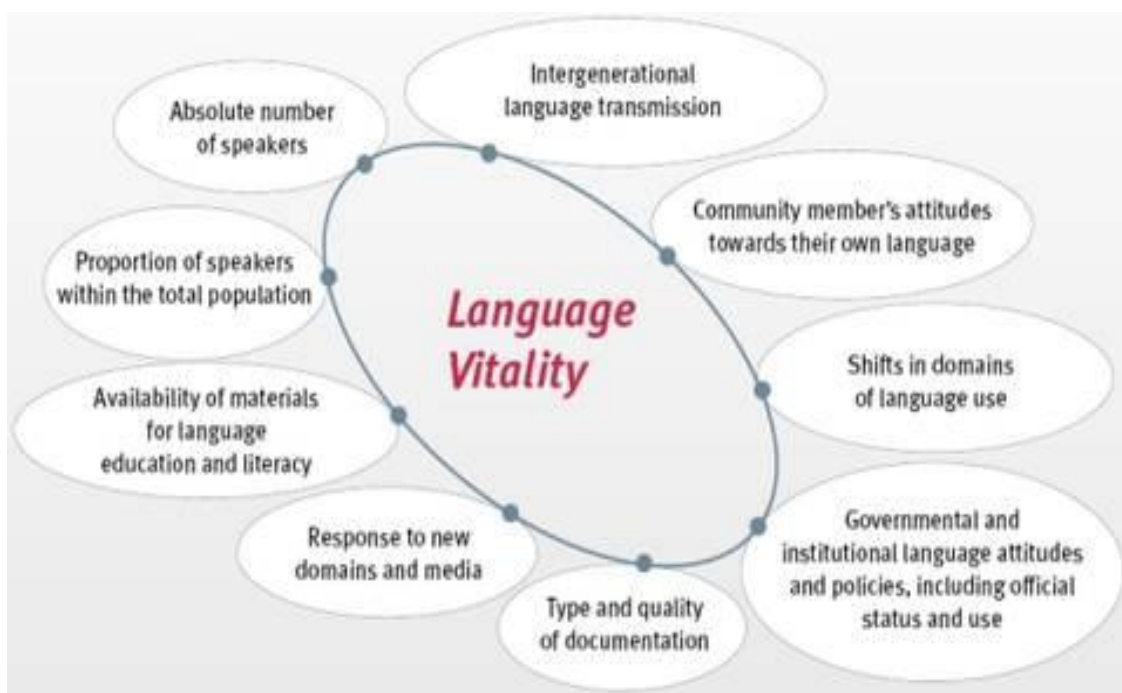 Intergenerational
language transmission
Absolute number
of speakers
Community member's attitudes
towards their own language
Proportion of speakers
within the total population
Language
Vitality
Shifts in domains
of language use
Availability of materials
for language
education and literacy
Governmental and
institutional language attitudes
and policies, including official
status and use
Response to new
domains and media
Type and quality
of documentation